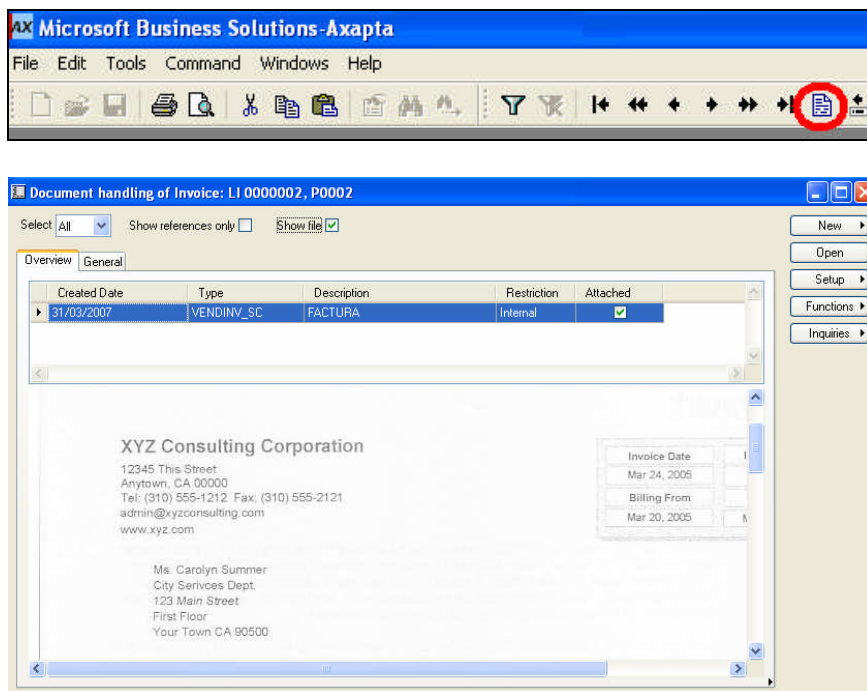 AX Microsoft Business Solutions-Axapta
File Edit Tools Command Windows Help
Document handling of Invoice: LI 0000002, P0002
Select All Show references only Show file
New
Open
Setup
Functions
Inquiries
Overview General
Created Date Type Description Restriction Attached
31/03/2007 VENDINV_SC FACTURA Internal
XYZ Consulting Corporation
12345 This Street
Anytown, CA 00000
Tel: (310) 555-1212 Fax: (310) 555-2121
admin@xyzconsulting.com
www.xyz.com
Invoice Date
Mar 24, 2005
Billing From
Mar 20, 2005
Ms. Carolyn Summer
City Serivces Dept.
123 Main Street
First Floor
Your Town CA 90500